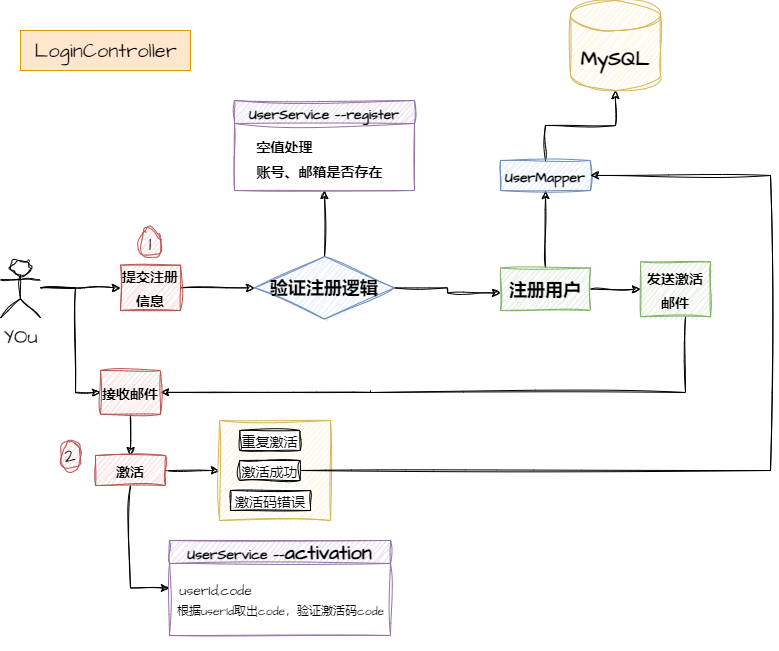 LoginController
MySQL
UserService --register
空值处理
账号、邮箱是否存在
UserMapper
1
提交注册
信息
验证注册逻辑
注册用户
发送激活
邮件
YOu
接收邮件
2
激活
重复激活
激活成功
激活码错误
UserService --activation
userId,code
根据userId取出code，验证激活码code